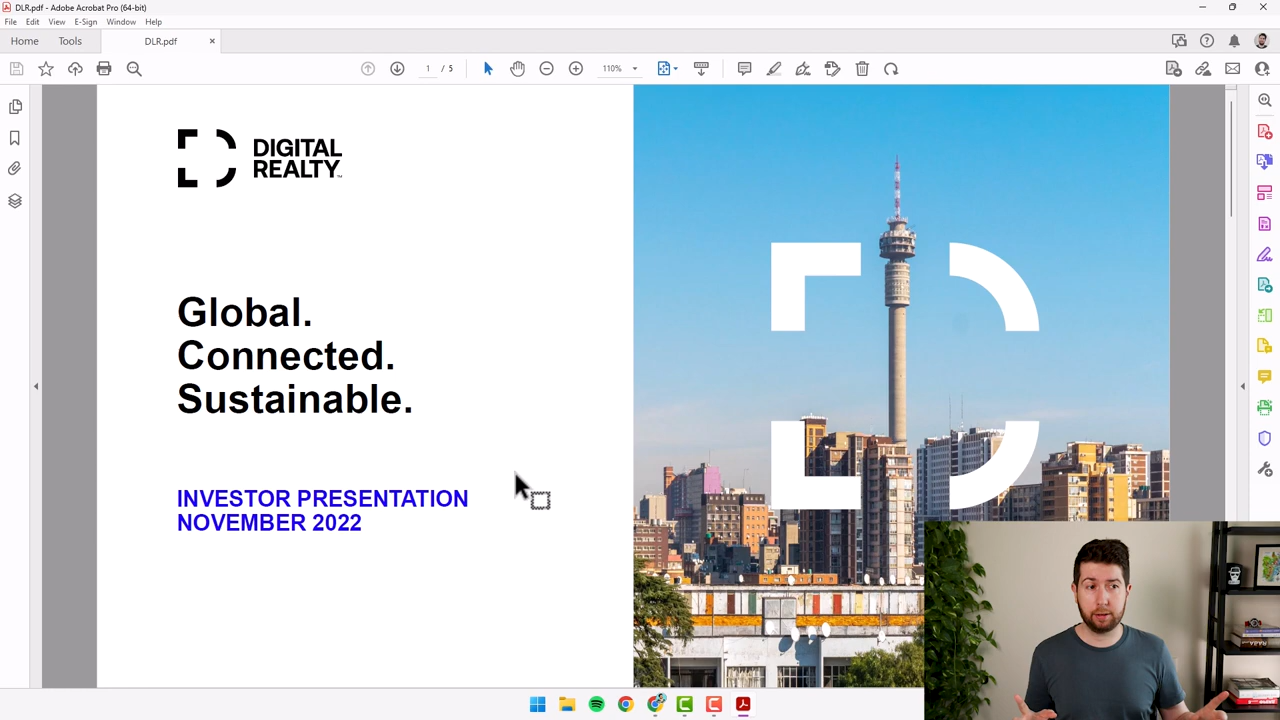 DLR.pdf - Adobe Acrobat Pro (64-bit)
File Edit View E-Sign Window Help
Home Tools DLR.pdf ×
1 / 5 110%
DIGITAL
REALTY™
Global.
Connected.
Sustainable.
INVESTOR PRESENTATION
NOVEMBER 2022